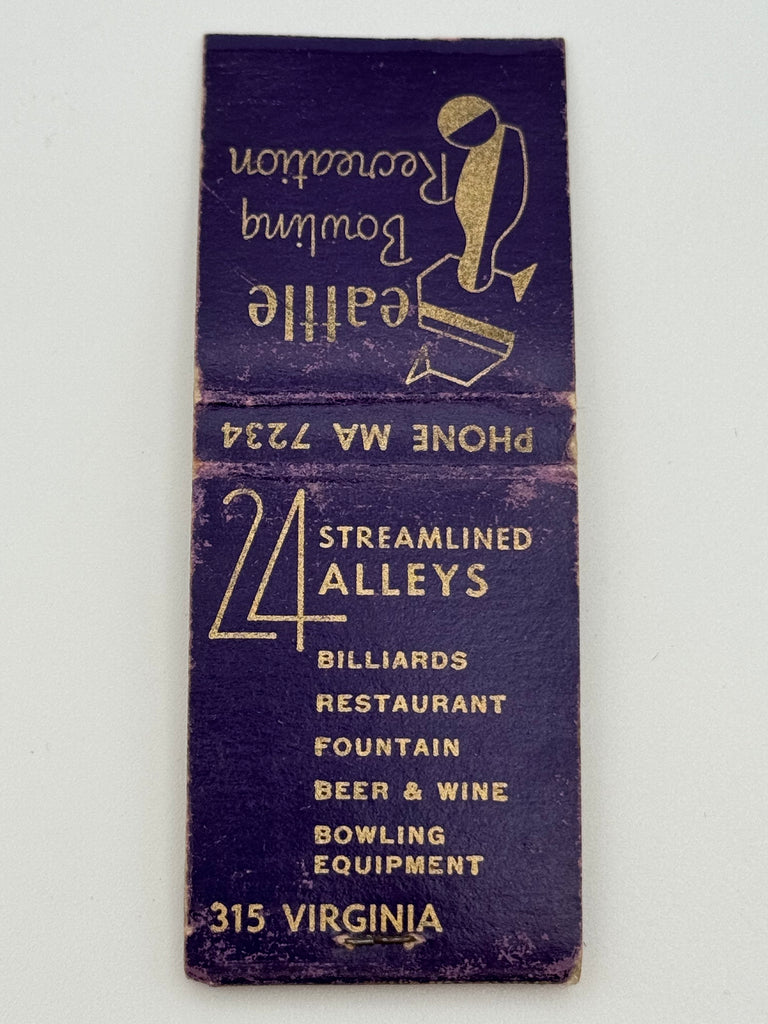 Seattle
Bowling
Recreation
PHONE MA 7234
24 STREAMLINED
ALLEYS
BILLIARDS
RESTAURANT
FOUNTAIN
BEER & WINE
BOWLING
EQUIPMENT
315 VIRGINIA